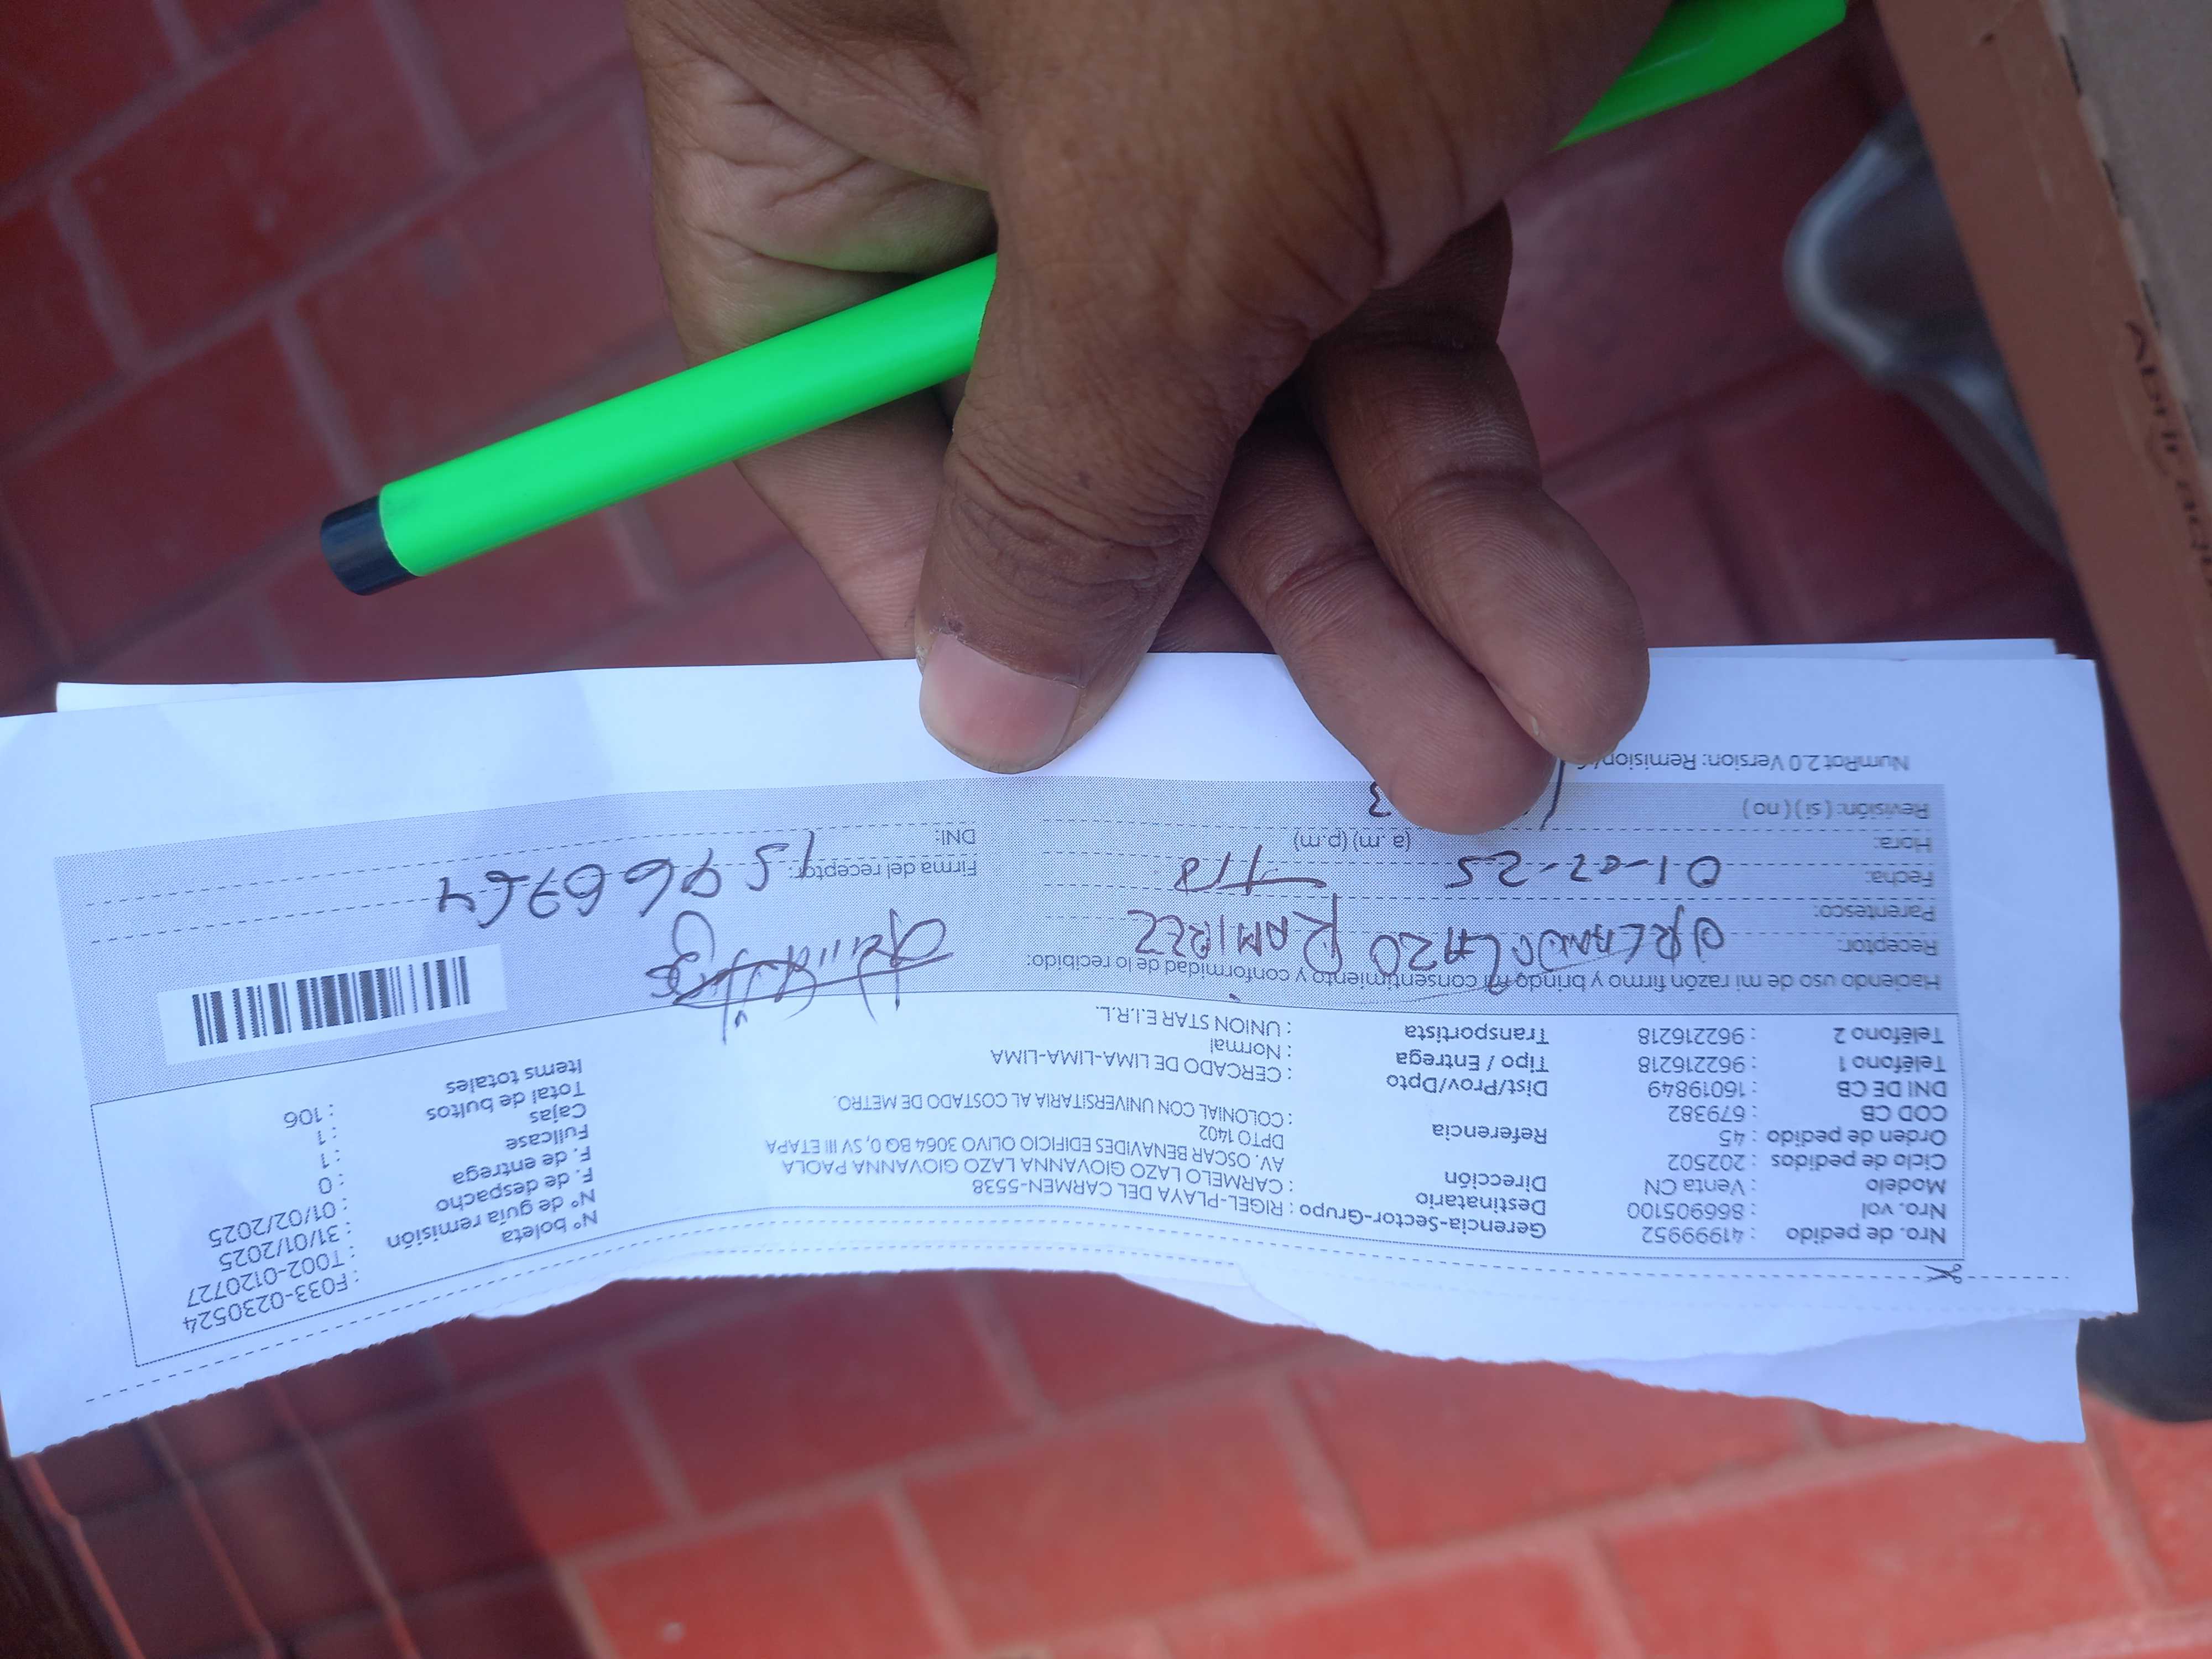 Nro. de pedido : 41999952
Nro. vol : 866905100
Modelo : Venta CN
Ciclo de pedidos : 202502
Orden de pedido : 45
COD CB : 679382
DNI DE CB : 16019849
Teléfono 1 : 962216218
Teléfono 2 : 962216218
Gerencia-Sector-Grupo : RIGEL-PLAYA DEL CARMEN-5538
Destinatario : CARMELO LAZO GIOVANNA LAZO GIOVANNA PAOLA
Dirección AV. OSCAR BENAVIDES EDIFICIO OLIVO 3064 BQ 0, SV III ETAPA
DPTO 1402
Referencia : COLONIAL CON UNIVERSITARIA AL COSTADO DE METRO.
Dist/Prov/Dpto : CERCADO DE LIMA-LIMA-LIMA
Tipo / Entrega : Normal
Transportista : UNION STAR E.I.R.L.
N° boleta : F033-0230524
N° de guía remisión : T002-0120727
F. de despacho : 31/01/2025
F. de entrega : 01/02/2025
Fullcase : 0
Cajas : 1
Total de bultos : 1
Items totales : 106
Haciendo uso de mi razón firmo y brindo mi consentimiento y conformidad de lo recibido:
Receptor: ORLANDO LAZO RAMIREZ
Parentesco:
Fecha: 01-02-25
Hora: (a.m) (p.m)
Revisión: ( si ) ( no )
Firma del receptor:
DNI: 15966764
NumRot 2.0 Version: Remision
Abrir